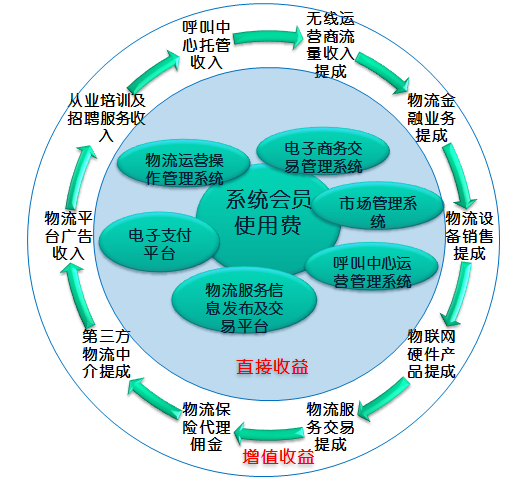 呼叫中
心托管
收入
无线运
营商流
量收入
提成
物流金
融业务
提成
物流设
备销售
提成
物联网
硬件产
品提成
物流服
务交易
提成
物流保
险代理
佣金
第三方
物流中
介提成
物流平
台广告
收入
从业培训及
招聘服务收
入
电子商务交
易管理系统
物流运营操
作管理系统
系统会员
使用费
市场管理系
统
电子支付
平台
呼叫中心运
营管理系统
物流服务信
息发布及交
易平台
直接收益
增值收益